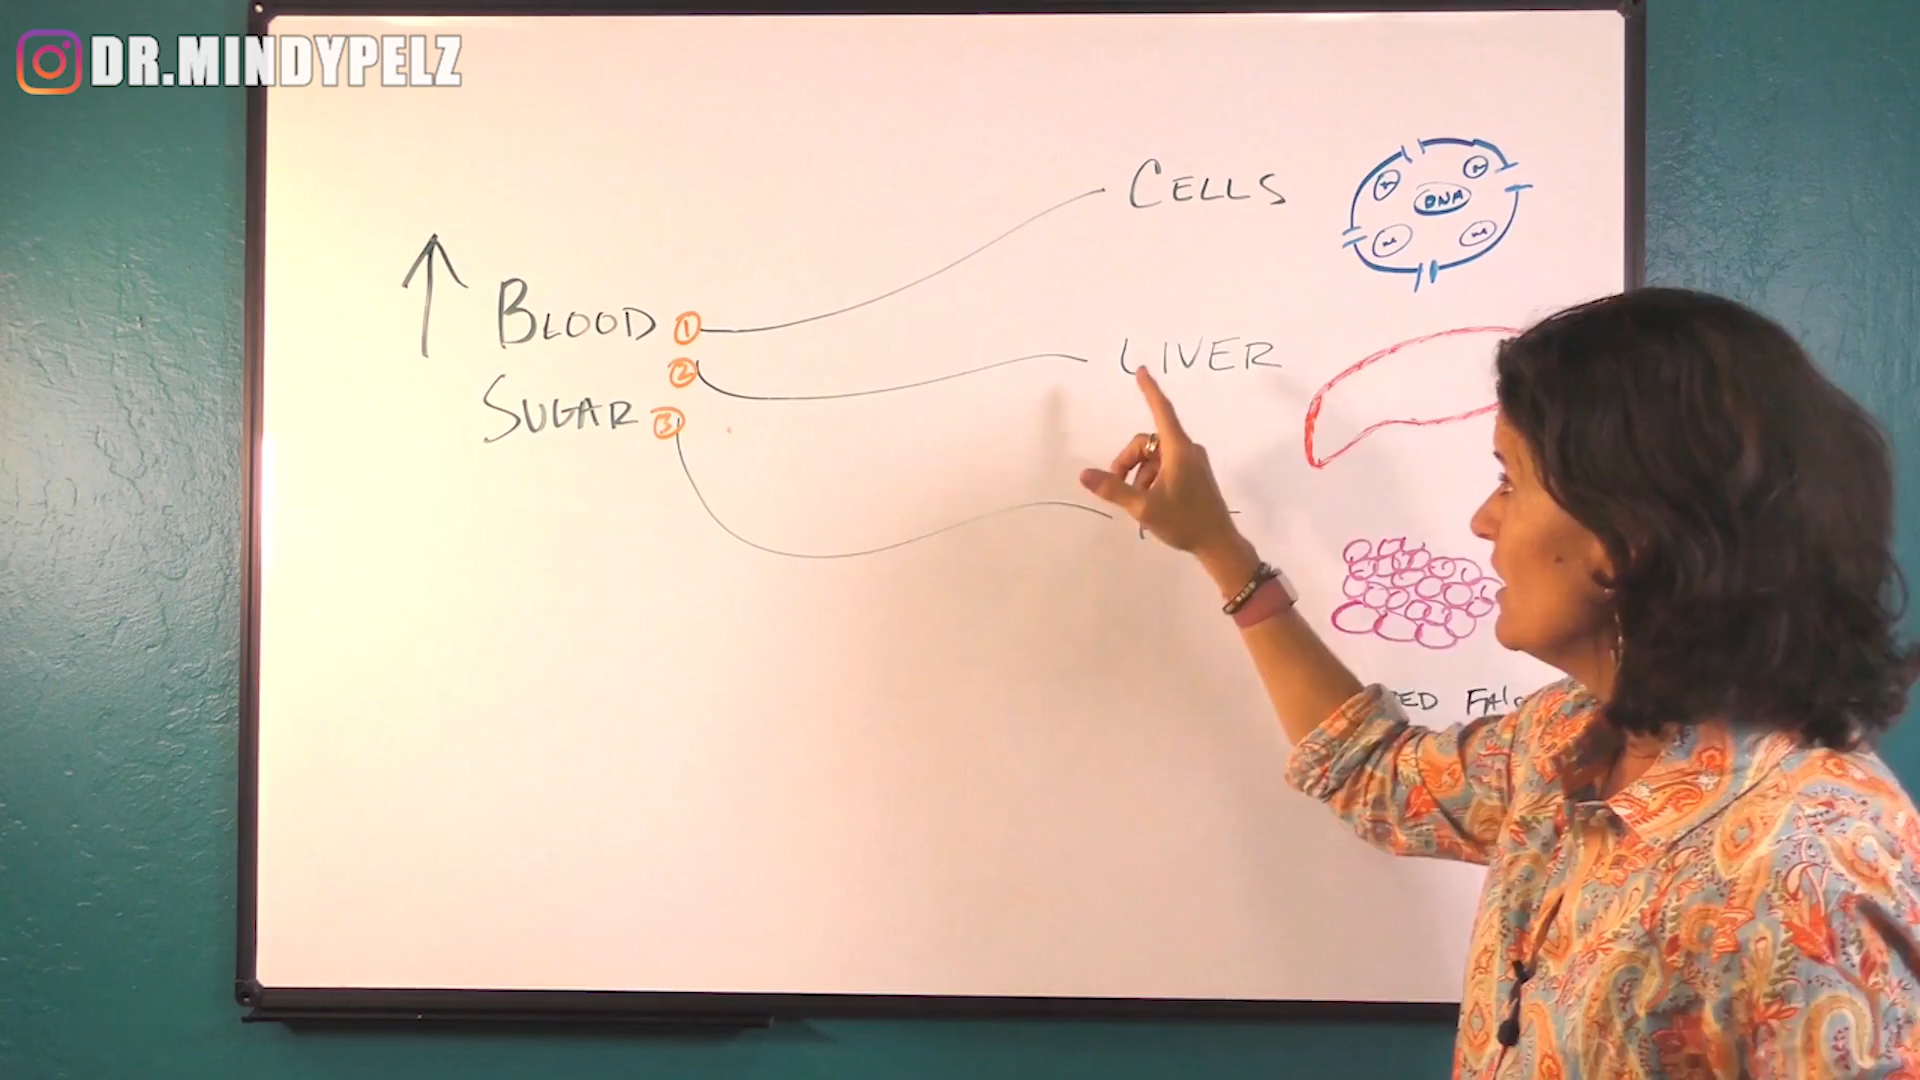 DR.MINDYPELZ
CELLS
DNA
BLOOD ①
②
SUGAR ③
LIVER